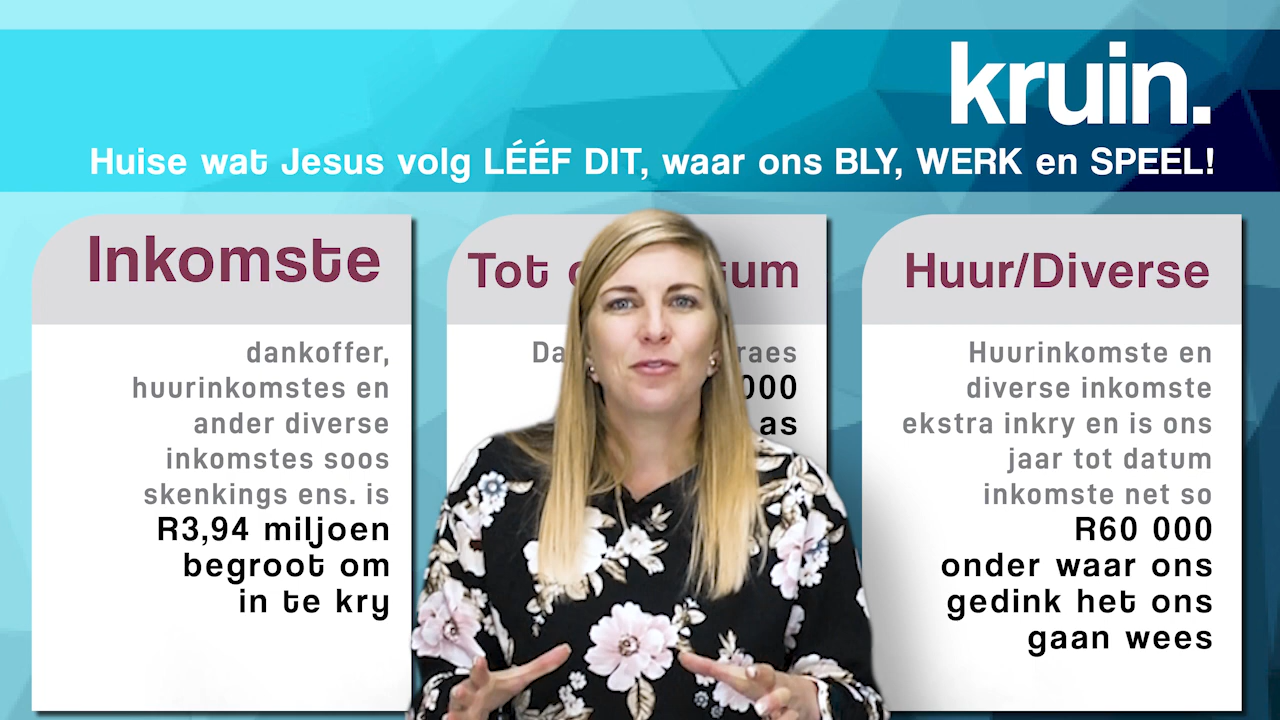 kruin.
Huise wat Jesus volg LÉÉF DIT, waar ons BLY, WERK en SPEEL!
Inkomste
dankoffer,
huurinkomstes en
ander diverse
inkomstes soos
skenkings ens. is
R3,94 miljoen
begroot om
in te kry
Tot
as
Huur/Diverse
Huurinkomste en
diverse inkomste
ekstra inkry en is ons
jaar tot datum
inkomste net so
R60 000
onder waar ons
gedink het ons
gaan wees